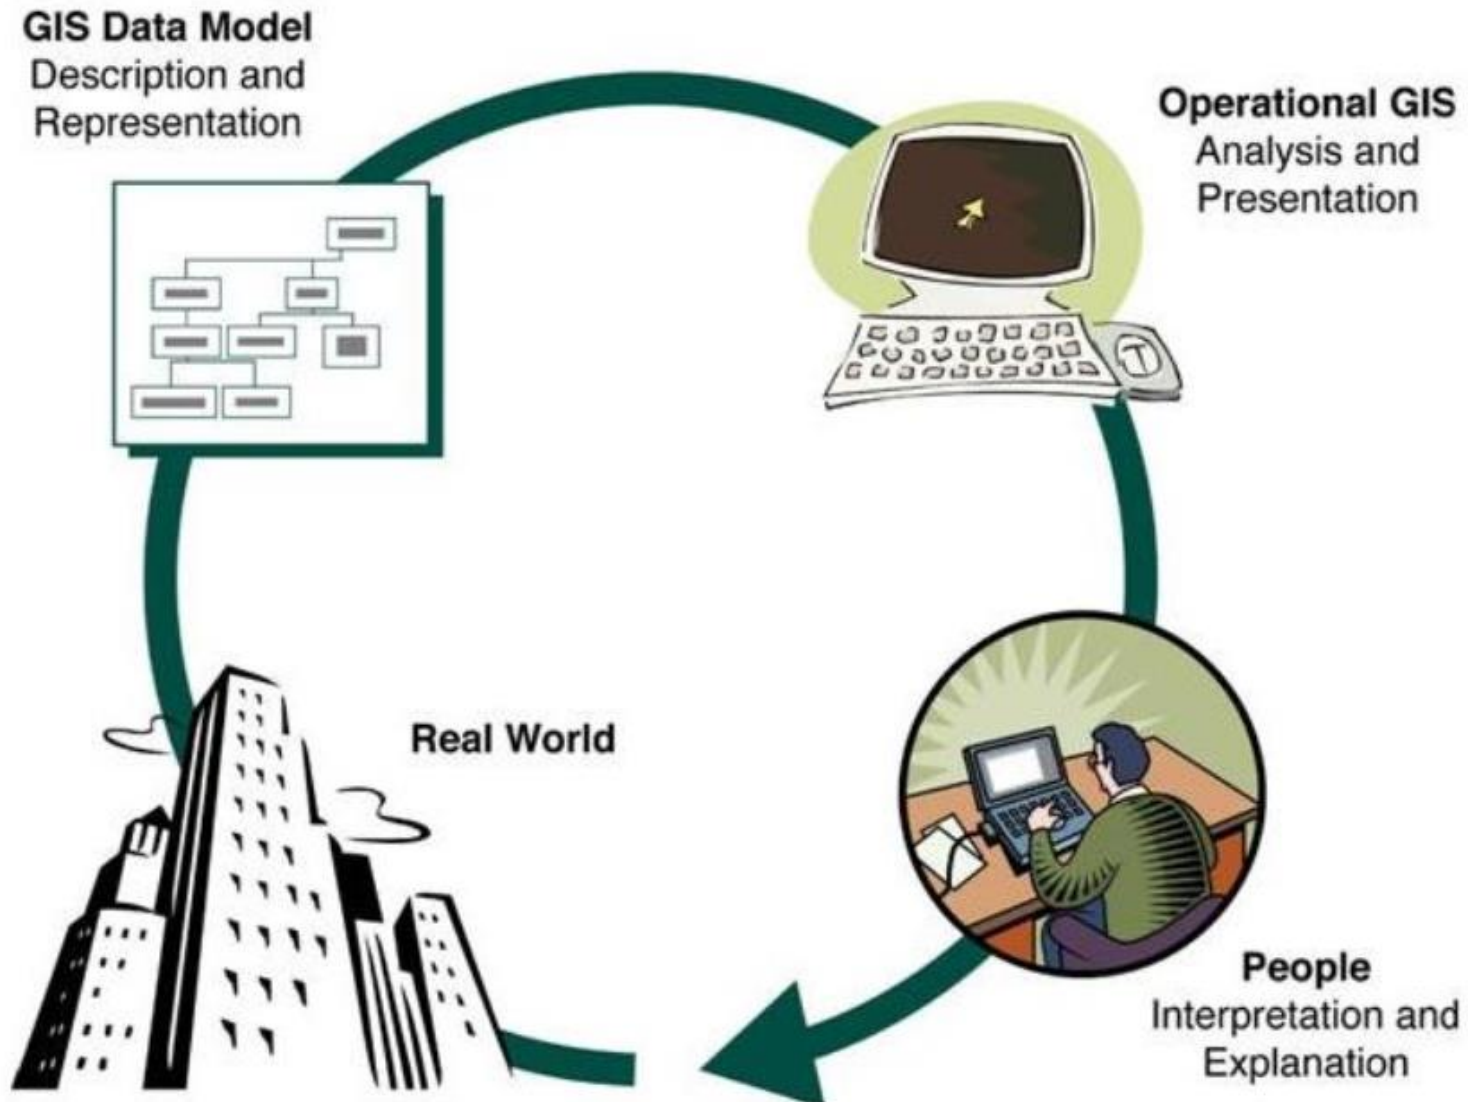 GIS Data Model
Description and
Representation
Operational GIS
Analysis and
Presentation
Real World
People
Interpretation and
Explanation